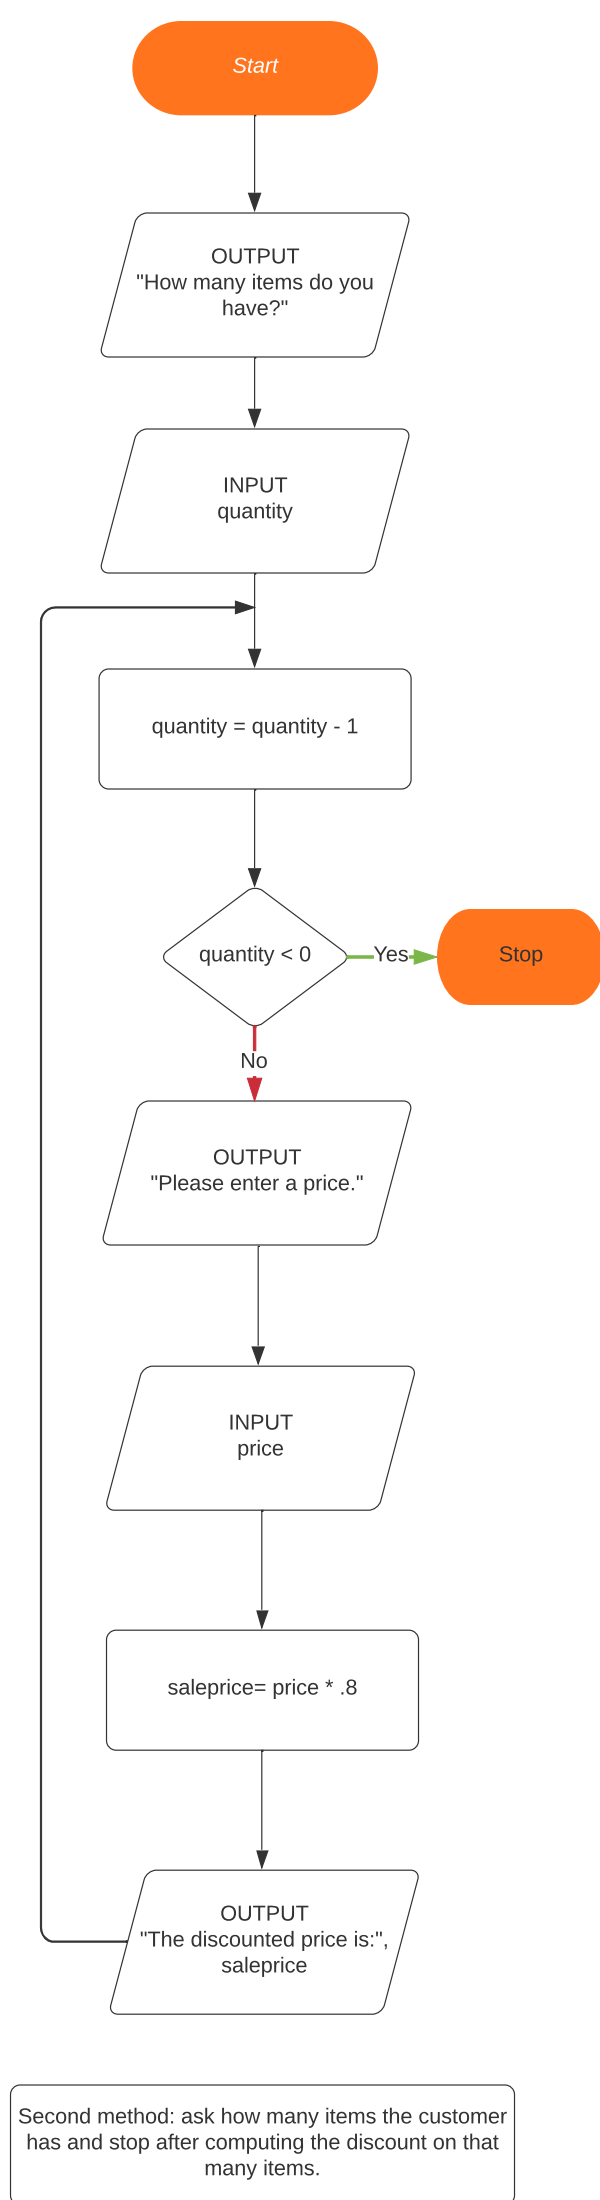 Start
OUTPUT
"How many items do you
have?"
INPUT
quantity
quantity = quantity - 1
quantity < 0
Yes
Stop
No
OUTPUT
"Please enter a price."
INPUT
price
saleprice= price * .8
OUTPUT
"The discounted price is:",
saleprice
Second method: ask how many items the customer
has and stop after computing the discount on that
many items.